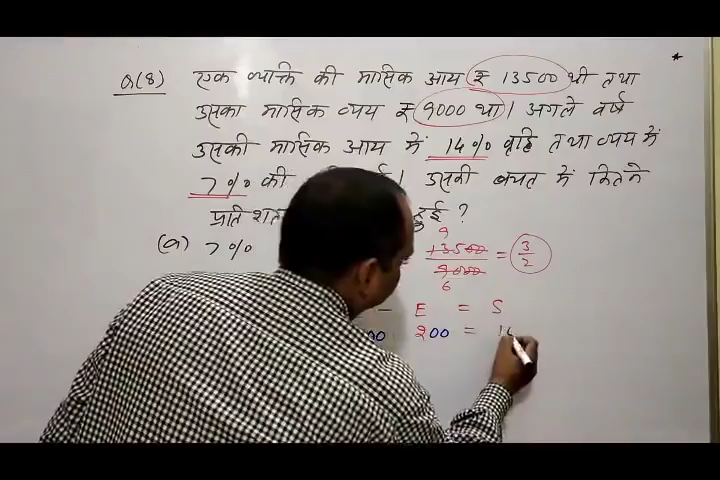 Q(8) एक व्यक्ति की मासिक आय ₹ 13500 थी तथा
उसका मासिक व्यय ₹ 9000 था। अगले वर्ष
उसकी मासिक आय में 14% वृद्धि तथा व्यय में
7% की उसकी बचत में कितने
प्रतिशत हुई ?
(a) 7%
9
= 13500 / 9000 = 3/2
6
- E = S
00 200 =